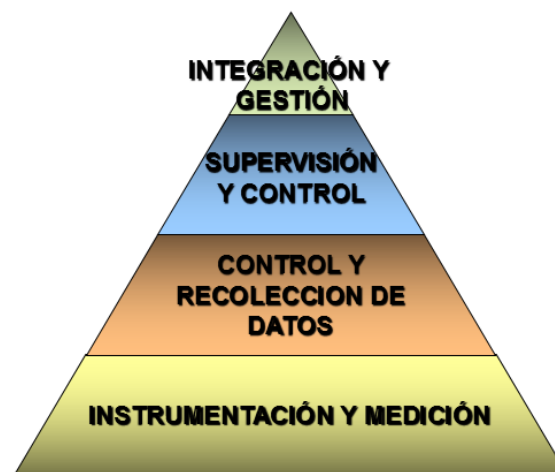 INTEGRACIÓN Y
GESTIÓN
SUPERVISIÓN
Y CONTROL
CONTROL Y
RECOLECCION DE
DATOS
INSTRUMENTACIÓN Y MEDICIÓN